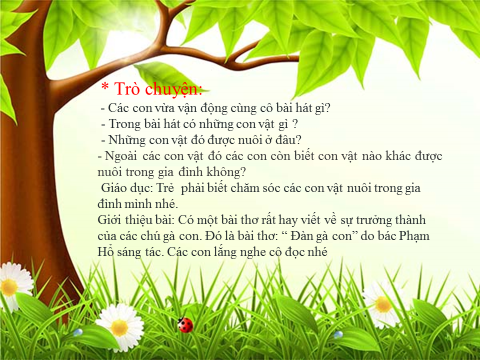 * Trò chuyện:
- Các con vừa vận động cùng cô bài hát gì?
- Trong bài hát có những con vật gì ?
- Những con vật đó được nuôi ở đâu?
- Ngoài các con vật đó các con còn biết con vật nào khác được
nuôi trong gia đình không?
Giáo dục: Trẻ phải biết chăm sóc các con vật nuôi trong gia
đình mình nhé.
Giới thiệu bài: Có một bài thơ rất hay viết về sự trưởng thành
của các chú gà con. Đó là bài thơ: “ Đàn gà con” do bác Phạm
Hổ sáng tác. Các con lắng nghe cô đọc nhé